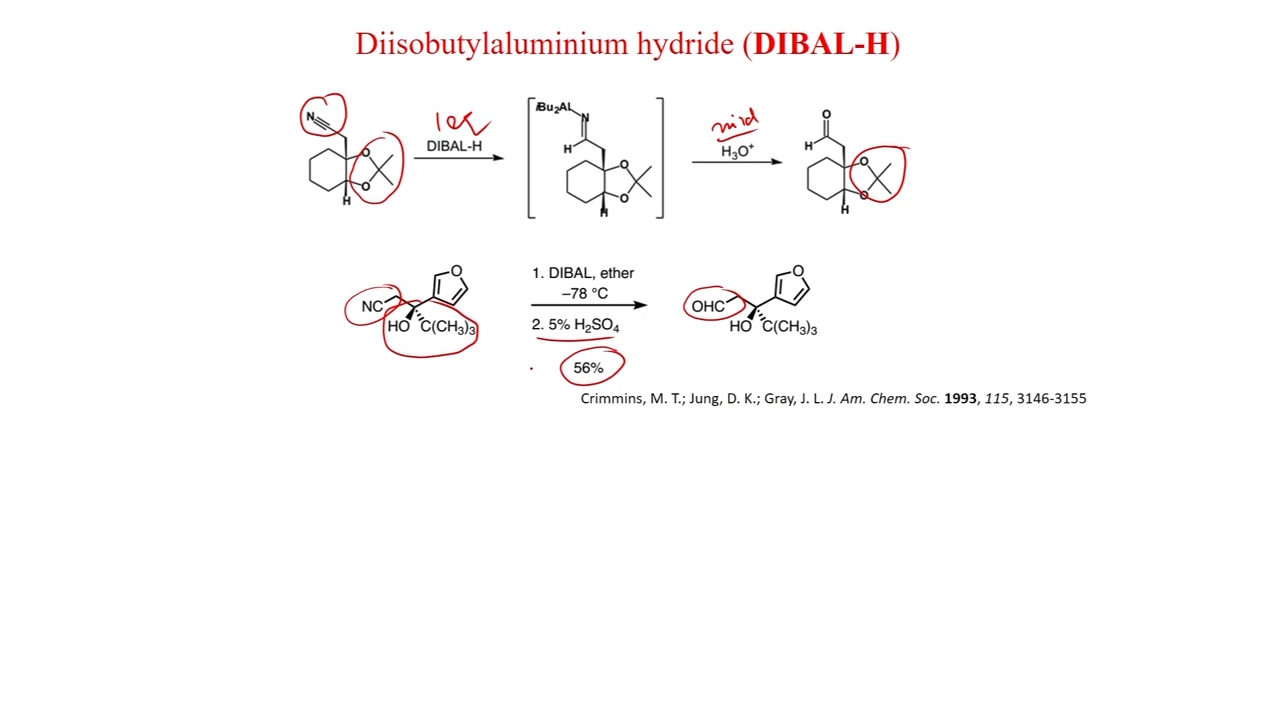 Diisobutylaluminium hydride (DIBAL-H)
N
O
O
H
1eq
DIBAL-H
iBu₂Al
N
H
O
O
H
mild
H₃O⁺
O
H
O
O
H
O
NC
HO C(CH₃)₃
1. DIBAL, ether
–78 °C
2. 5% H₂SO₄
56%
O
OHC
HO C(CH₃)₃
Crimmins, M. T.; Jung, D. K.; Gray, J. L. J. Am. Chem. Soc. 1993, 115, 3146-3155